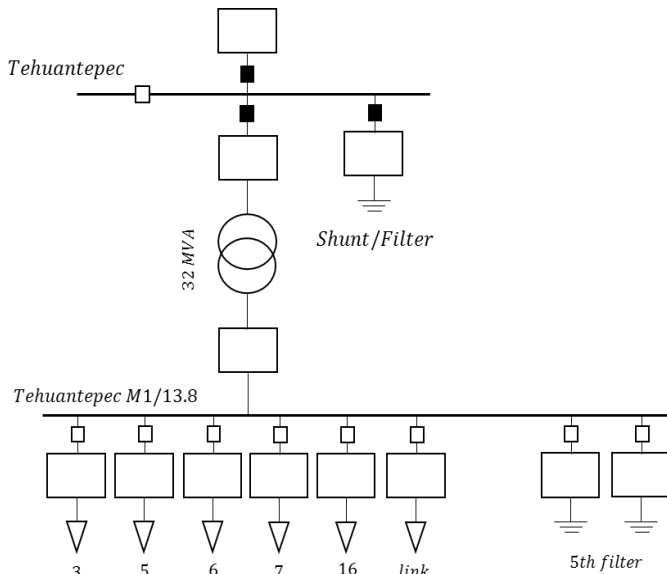 Tehuantepec
32 MVA
Shunt/Filter
Tehuantepec M1/13.8
3 5 6 7 16 link
5th filter